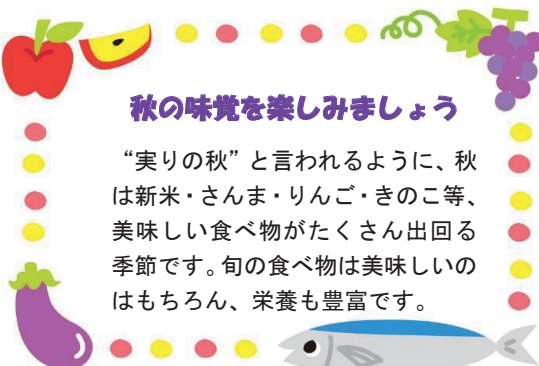 秋の味覚を楽しみましょう
“実りの秋”と言われるように、秋
は新米・さんま・りんご・きのこ等、
美味しい食べ物がたくさん出回る
季節です。旬の食べ物は美味しいの
はもちろん、栄養も豊富です。